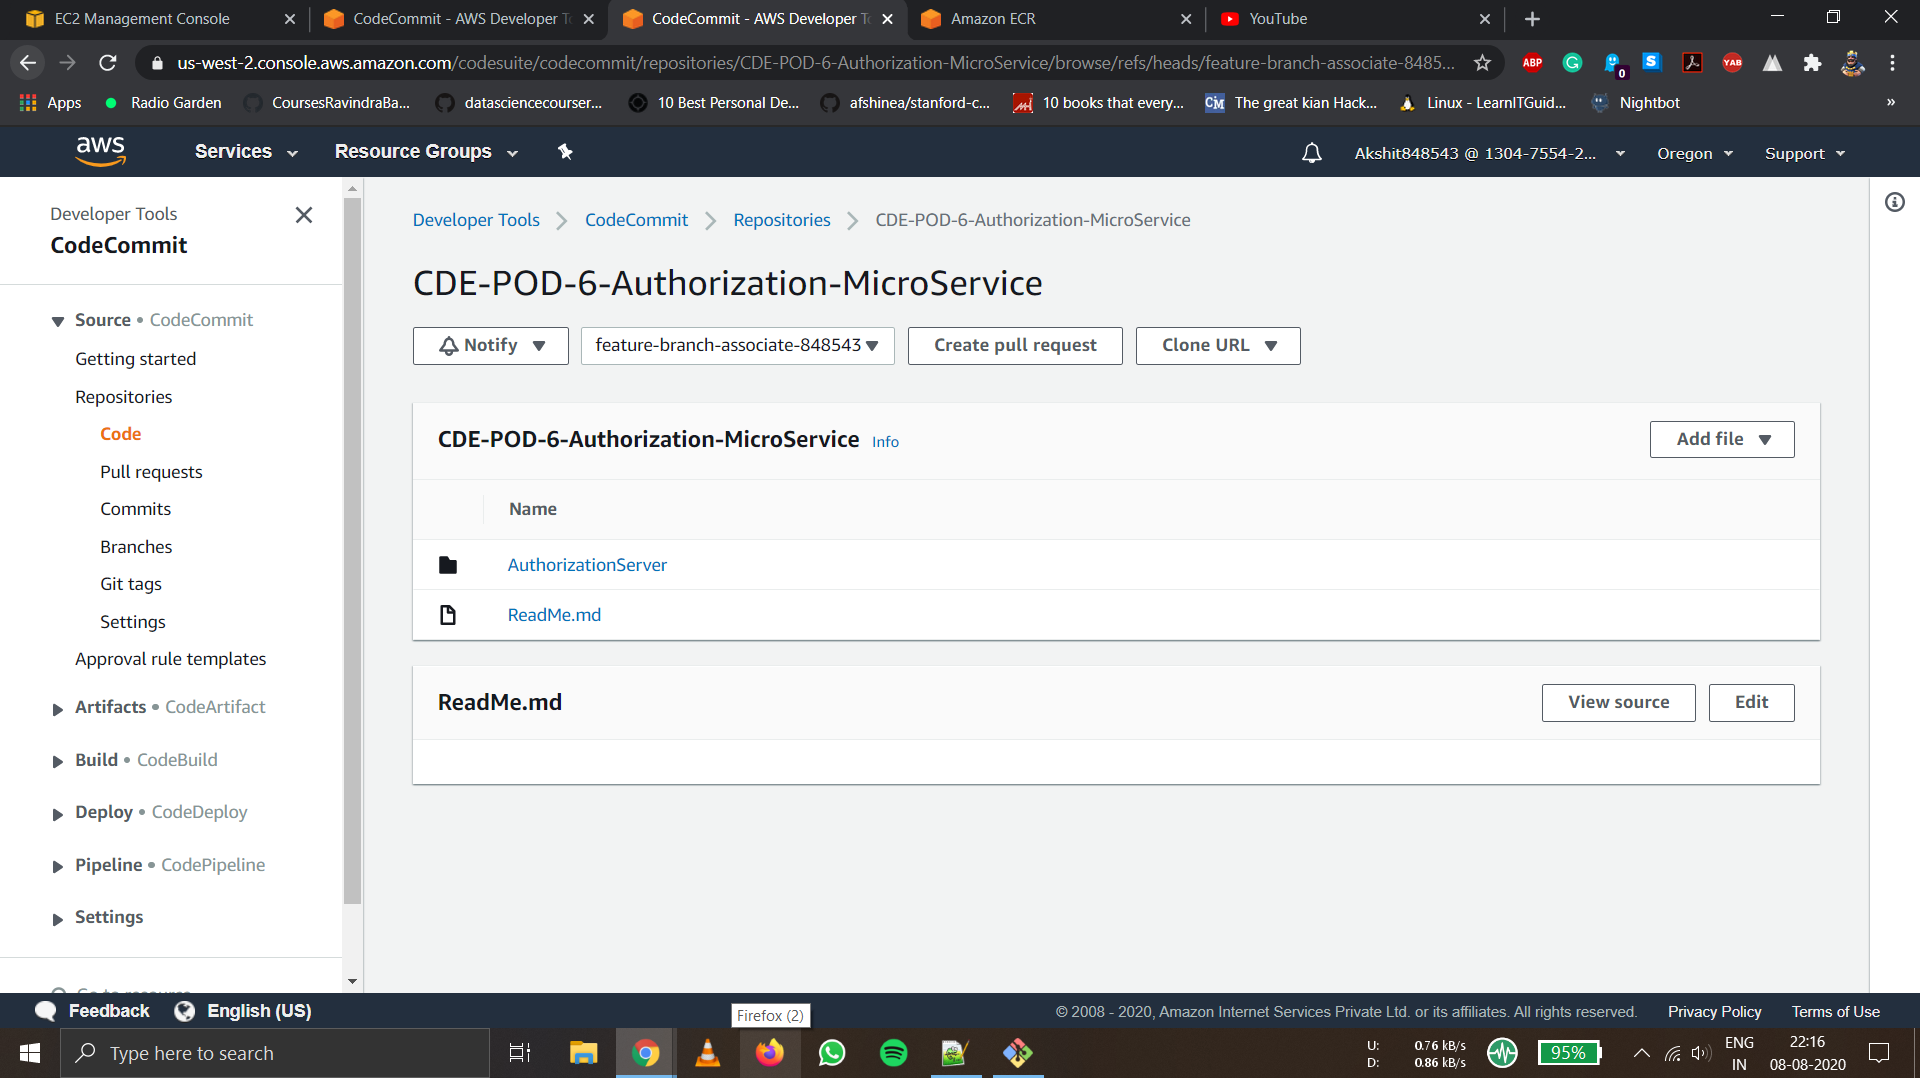 EC2 Management Console
CodeCommit - AWS Developer To
CodeCommit - AWS Developer To
Amazon ECR
YouTube
us-west-2.console.aws.amazon.com/codesuite/codecommit/repositories/CDE-POD-6-Authorization-MicroService/browse/refs/heads/feature-branch-associate-8485...
ABP
0
S
YAB
Apps
Radio Garden
CoursesRavindraBa...
datasciencecourser...
10 Best Personal De...
afshinea/stanford-c...
10 books that every...
CM
The great kian Hack...
Linux - LearnITGuid...
Nightbot
»
aws
Services
Resource Groups
Akshit848543 @ 1304-7554-2...
Oregon
Support
Developer Tools
CodeCommit
Source • CodeCommit
Getting started
Repositories
Code
Pull requests
Commits
Branches
Git tags
Settings
Approval rule templates
Artifacts • CodeArtifact
Build • CodeBuild
Deploy • CodeDeploy
Pipeline • CodePipeline
Settings
Go to resource
Developer Tools
CodeCommit
Repositories
CDE-POD-6-Authorization-MicroService
CDE-POD-6-Authorization-MicroService
Notify
feature-branch-associate-848543
Create pull request
Clone URL
CDE-POD-6-Authorization-MicroService Info
Add file
Name
AuthorizationServer
ReadMe.md
ReadMe.md
View source
Edit
Feedback
English (US)
© 2008 - 2020, Amazon Internet Services Private Ltd. or its affiliates. All rights reserved.
Privacy Policy
Terms of Use
Firefox (2)
Type here to search
U: 0.76 kB/s
D: 0.86 kB/s
95%
ENG
IN
22:16
08-08-2020